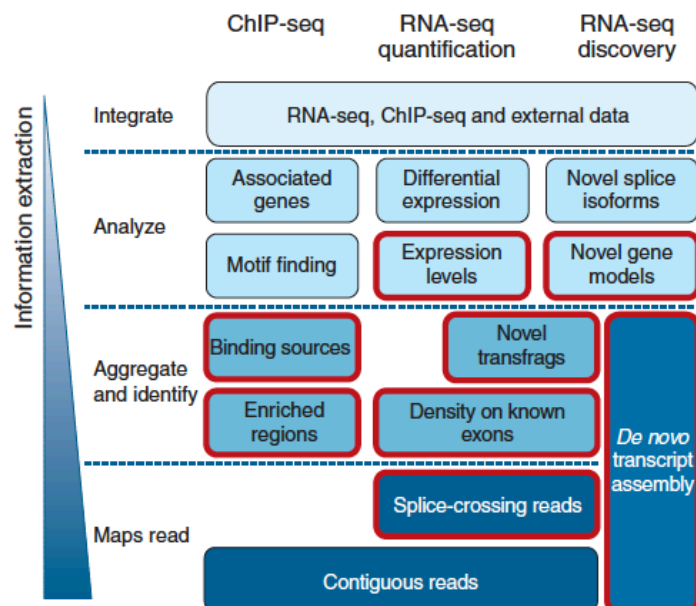 ChIP-seq
RNA-seq
quantification
RNA-seq
discovery
Information extraction
Integrate
RNA-seq, ChIP-seq and external data
Analyze
Associated
genes
Differential
expression
Novel splice
isoforms
Motif finding
Expression
levels
Novel gene
models
Aggregate
and identify
Binding sources
Novel
transfrags
Enriched
regions
Density on known
exons
De novo
transcript
assembly
Maps read
Splice-crossing reads
Contiguous reads